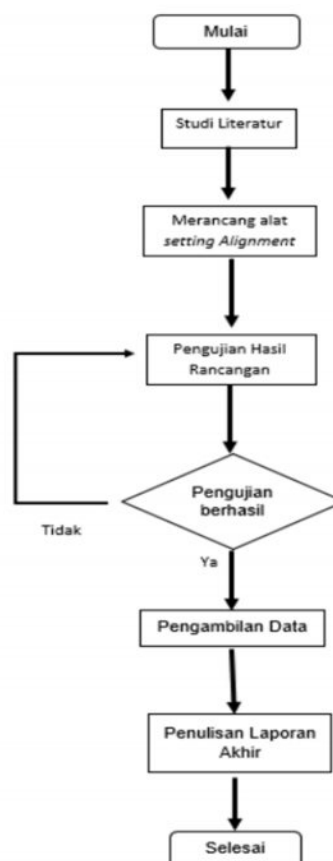 Mulai
Studi Literatur
Merancang alat
setting Alignment
Pengujian Hasil
Rancangan
Pengujian
berhasil
Tidak
Ya
Pengambilan Data
Penulisan Laporan
Akhir
Selesai